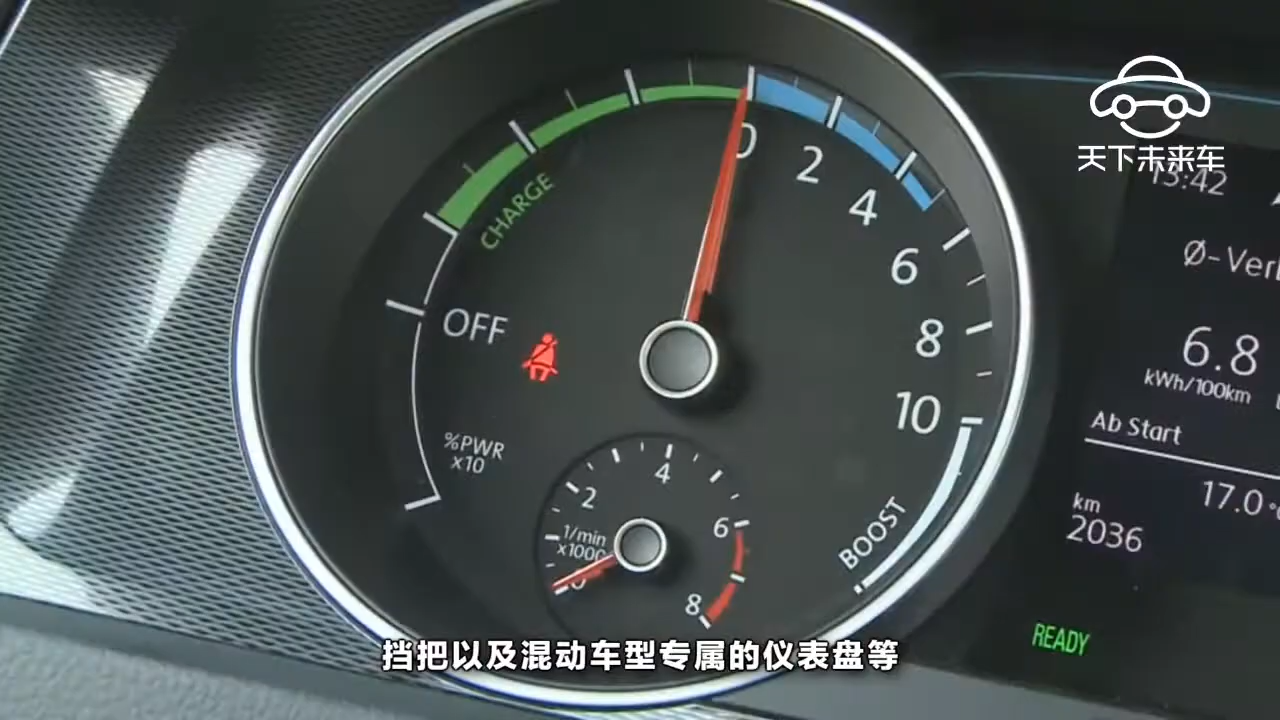 天下未来车
13:42
Ø-Verl
6.8
kWh/100km
Ab Start
17.0
km
2036
READY
CHARGE
OFF
%PWR
x10
0
2
4
6
8
10
BOOST
1/min
x1000
0
2
4
6
8
挡把以及混动车型专属的仪表盘等